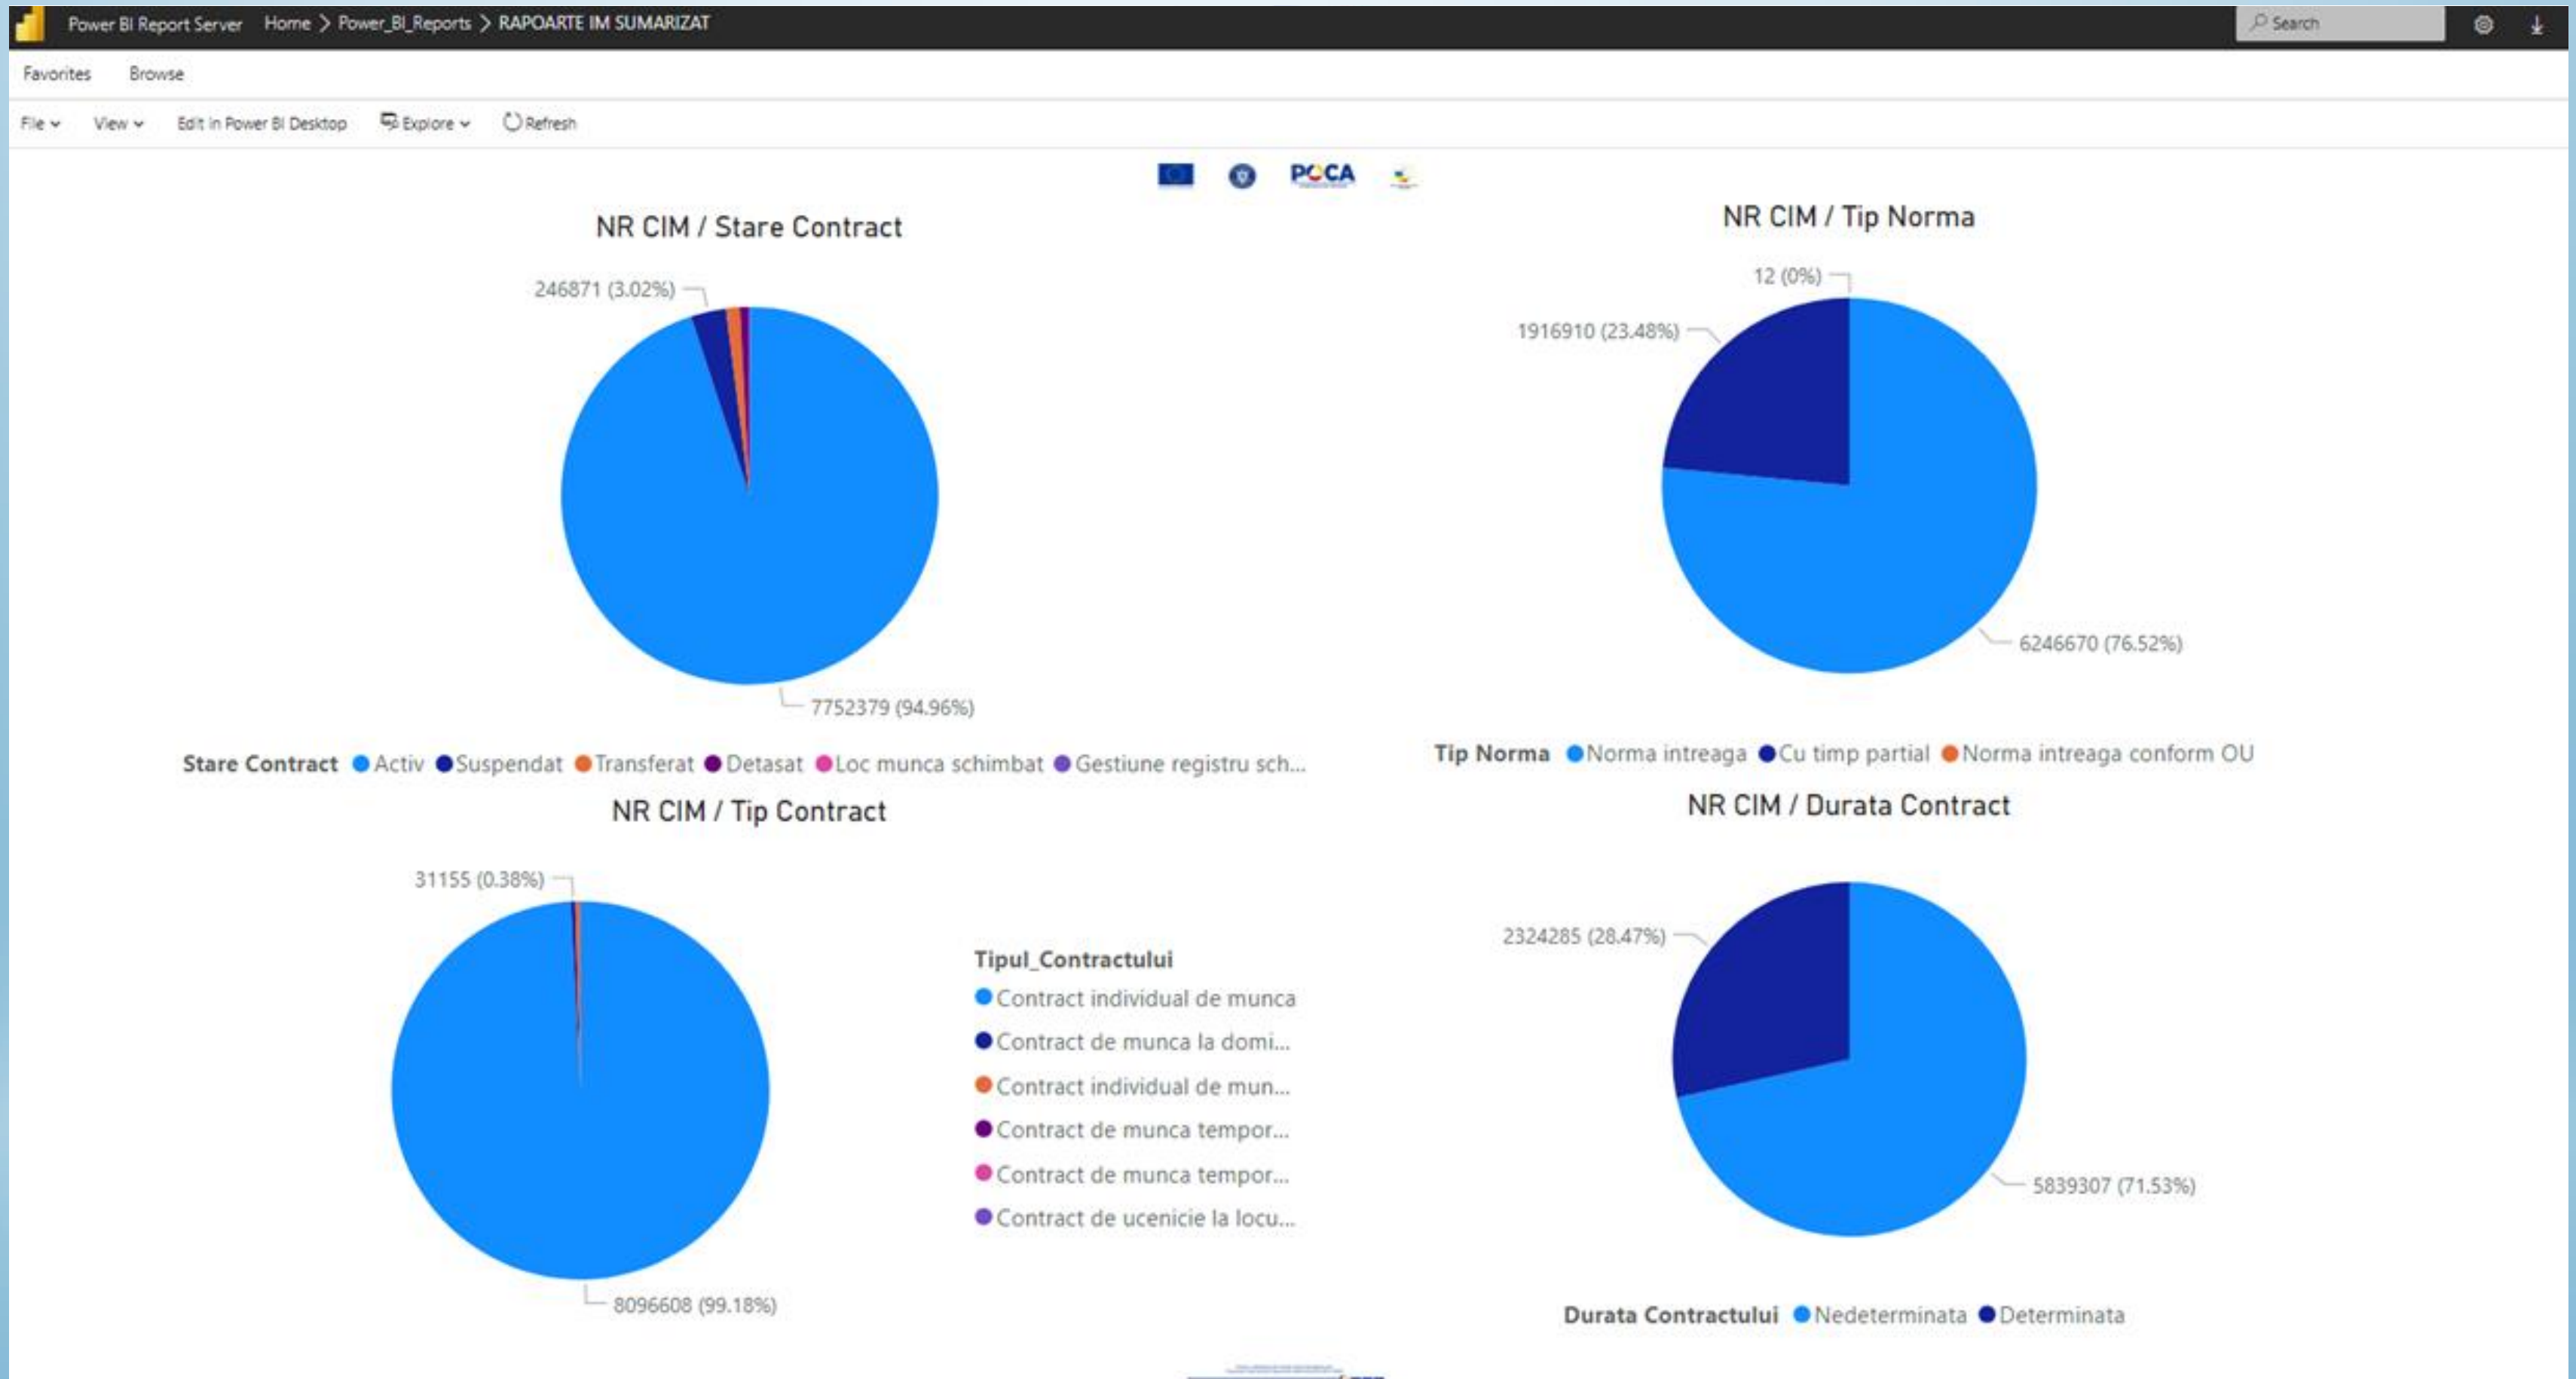 Power BI Report Server Home > Power_BI_Reports > RAPOARTE IM SUMARIZAT Search
Favorites Browse
File View Edit in Power BI Desktop Explore Refresh
POCA
NR CIM / Stare Contract
246871 (3.02%)
7752379 (94.96%)
Stare Contract Activ Suspendat Transferat Detasat Loc munca schimbat Gestiune registru sch...
NR CIM / Tip Norma
12 (0%)
1916910 (23.48%)
6246670 (76.52%)
Tip Norma Norma intreaga Cu timp partial Norma intreaga conform OU
NR CIM / Tip Contract
31155 (0.38%)
8096608 (99.18%)
Tipul_Contractului
Contract individual de munca
Contract de munca la domi...
Contract individual de mun...
Contract de munca tempor...
Contract de munca tempor...
Contract de ucenicie la locu...
NR CIM / Durata Contract
2324285 (28.47%)
5839307 (71.53%)
Durata Contractului Nedeterminata Determinata